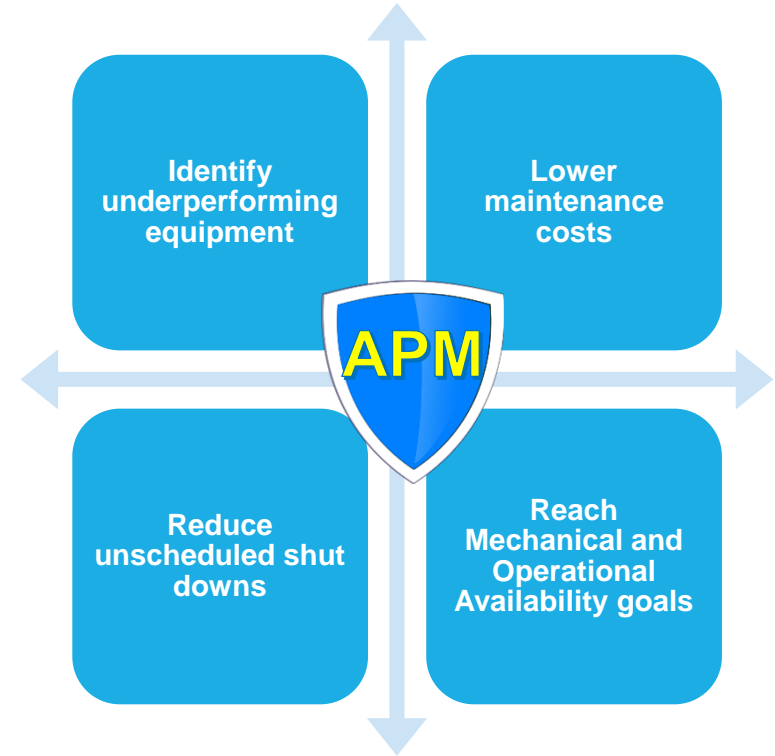 Identify
underperforming
equipment
Lower
maintenance
costs
APM
Reduce
unscheduled shut
downs
Reach
Mechanical and
Operational
Availability goals